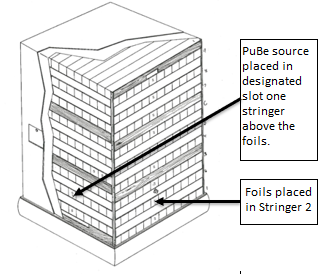 PuBe source
placed in
designated
slot one
stringer
above the
foils.
Foils placed
in Stringer 2